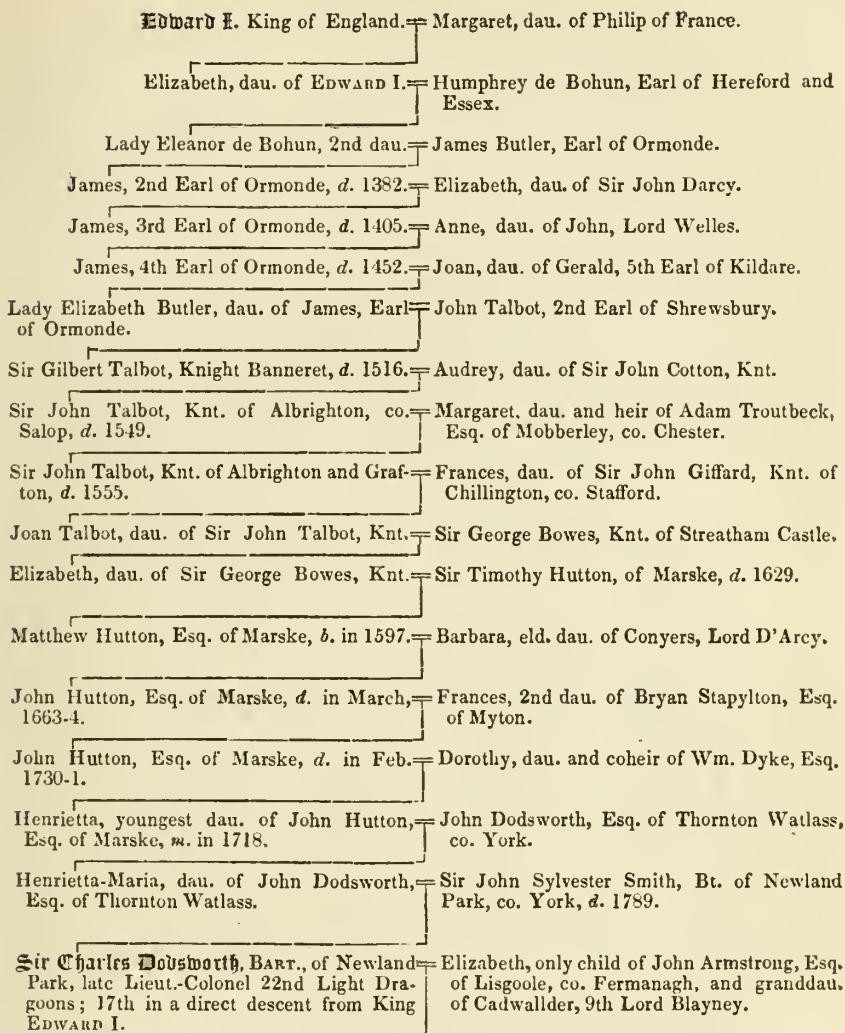 Edward I. King of England. Margaret, dau. of Philip of France.
Elizabeth, dau. of EDWARD I. Humphrey de Bohun, Earl of Hereford and
Essex.
Lady Eleanor de Bohun, 2nd dau. James Butler, Earl of Ormonde.
James, 2nd Earl of Ormonde, d. 1382. Elizabeth, dau. of Sir John Darcy.
James, 3rd Earl of Ormonde, d. 1405. Anne, dau. of John, Lord Welles.
James, 4th Earl of Ormonde, d. 1452. Joan, dau. of Gerald, 5th Earl of Kildare.
Lady Elizabeth Butler, dau. of James, Earl
of Ormonde.
John Talbot, 2nd Earl of Shrewsbury.
Sir Gilbert Talbot, Knight Banneret, d. 1516. Audrey, dau. of Sir John Cotton, Knt.
Sir John Talbot, Knt. of Albrighton, co.
Salop, d. 1549.
Margaret, dau. and heir of Adam Troutbeck,
Esq. of Mobberley, co. Chester.
Sir John Talbot, Knt. of Albrighton and Graf-
ton, d. 1555.
Frances, dau. of Sir John Giffard, Knt. of
Chillington, co. Stafford.
Joan Talbot, dau. of Sir John Talbot, Knt. Sir George Bowes, Knt. of Streatham Castle.
Elizabeth, dau. of Sir George Bowes, Knt. Sir Timothy Hutton, of Marske, d. 1629.
Matthew Hutton, Esq. of Marske, b. in 1597. Barbara, eld. dau. of Conyers, Lord D'Arcy.
John Hutton, Esq. of Marske, d. in March,
1663-4.
Frances, 2nd dau. of Bryan Stapylton, Esq.
of Myton.
John Hutton, Esq. of Marske, d. in Feb.
1730-1.
Dorothy, dau. and coheir of Wm. Dyke, Esq.
Henrietta, youngest dau. of John Hutton,
Esq. of Marske, m. in 1718.
John Dodsworth, Esq. of Thornton Watlass,
co. York.
Henrietta-Maria, dau. of John Dodsworth,
Esq. of Thornton Watlass.
Sir John Sylvester Smith, Bt. of Newland
Park, co. York, d. 1789.
Sir Charles Dodsworth, BART., of Newland
Park, late Lieut.-Colonel 22nd Light Dra-
goons; 17th in a direct descent from King
EDWARD I.
Elizabeth, only child of John Armstrong, Esq.
of Lisgoole, co. Fermanagh, and granddau.
of Cadwallder, 9th Lord Blayney.